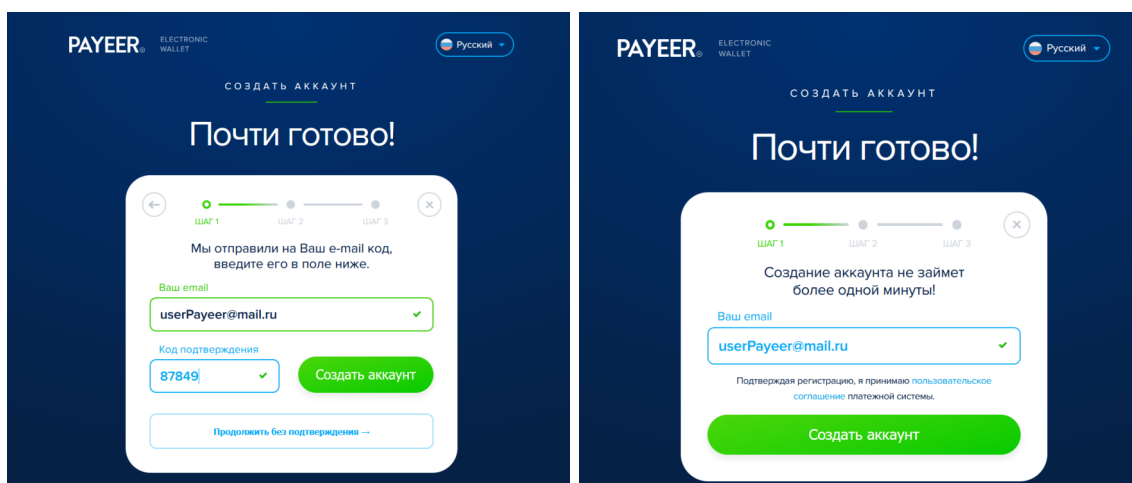 PAYEER®
ELECTRONIC
WALLET
Русский
СОЗДАТЬ АККАУНТ
Почти готово!
ШАГ 1
ШАГ 2
ШАГ 3
Мы отправили на Ваш e-mail код,
введите его в поле ниже.
Ваш email
userPayeer@mail.ru
Код подтверждения
87849
Создать аккаунт
Продолжить без подтверждения →
PAYEER®
ELECTRONIC
WALLET
Русский
СОЗДАТЬ АККАУНТ
Почти готово!
ШАГ 1
ШАГ 2
ШАГ 3
Создание аккаунта не займет
более одной минуты!
Ваш email
userPayeer@mail.ru
Подтверждая регистрацию, я принимаю пользовательское
соглашение платежной системы.
Создать аккаунт